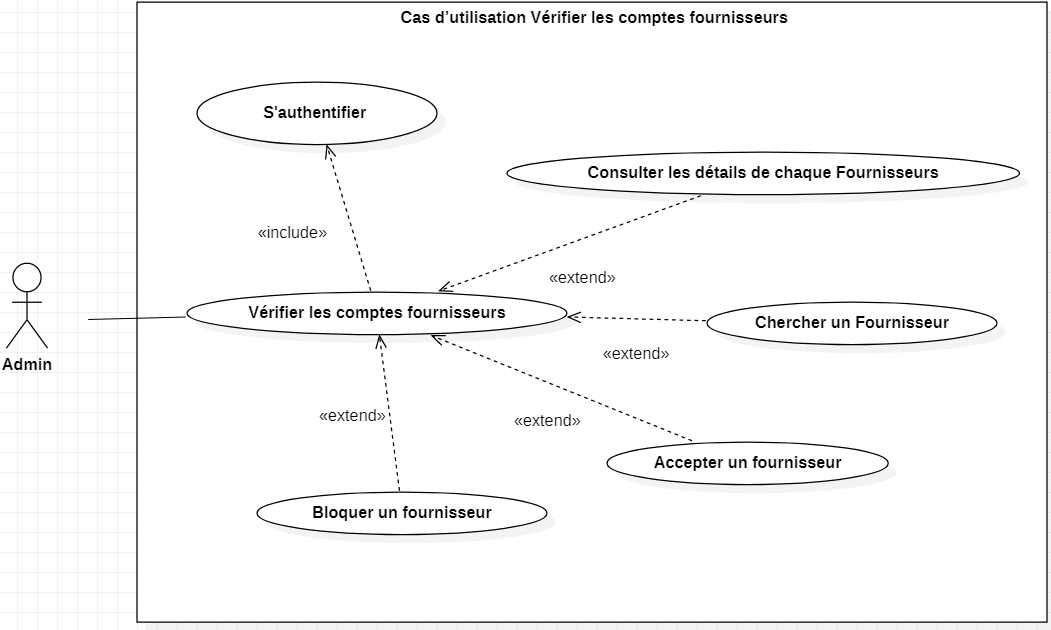 Cas d’utilisation Vérifier les comptes fournisseurs
S'authentifier
Consulter les détails de chaque Fournisseurs
«include»
«extend»
Vérifier les comptes fournisseurs
Chercher un Fournisseur
«extend»
Admin
«extend»
«extend»
Accepter un fournisseur
Bloquer un fournisseur